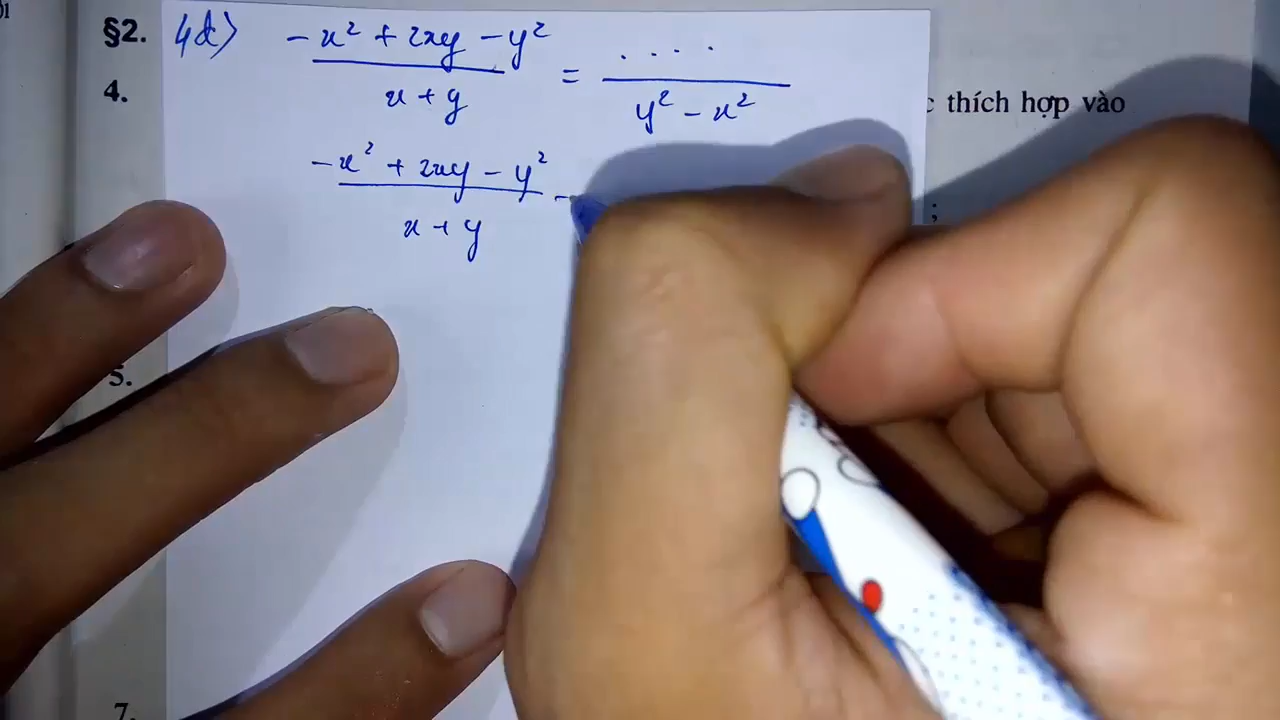 §2. 4d) (-x² + 2xy - y²)/(x + y) = ..../(y² - x²)
4. thích hợp vào
(-x² + 2xy - y²)/(x + y)
;
5.
7.